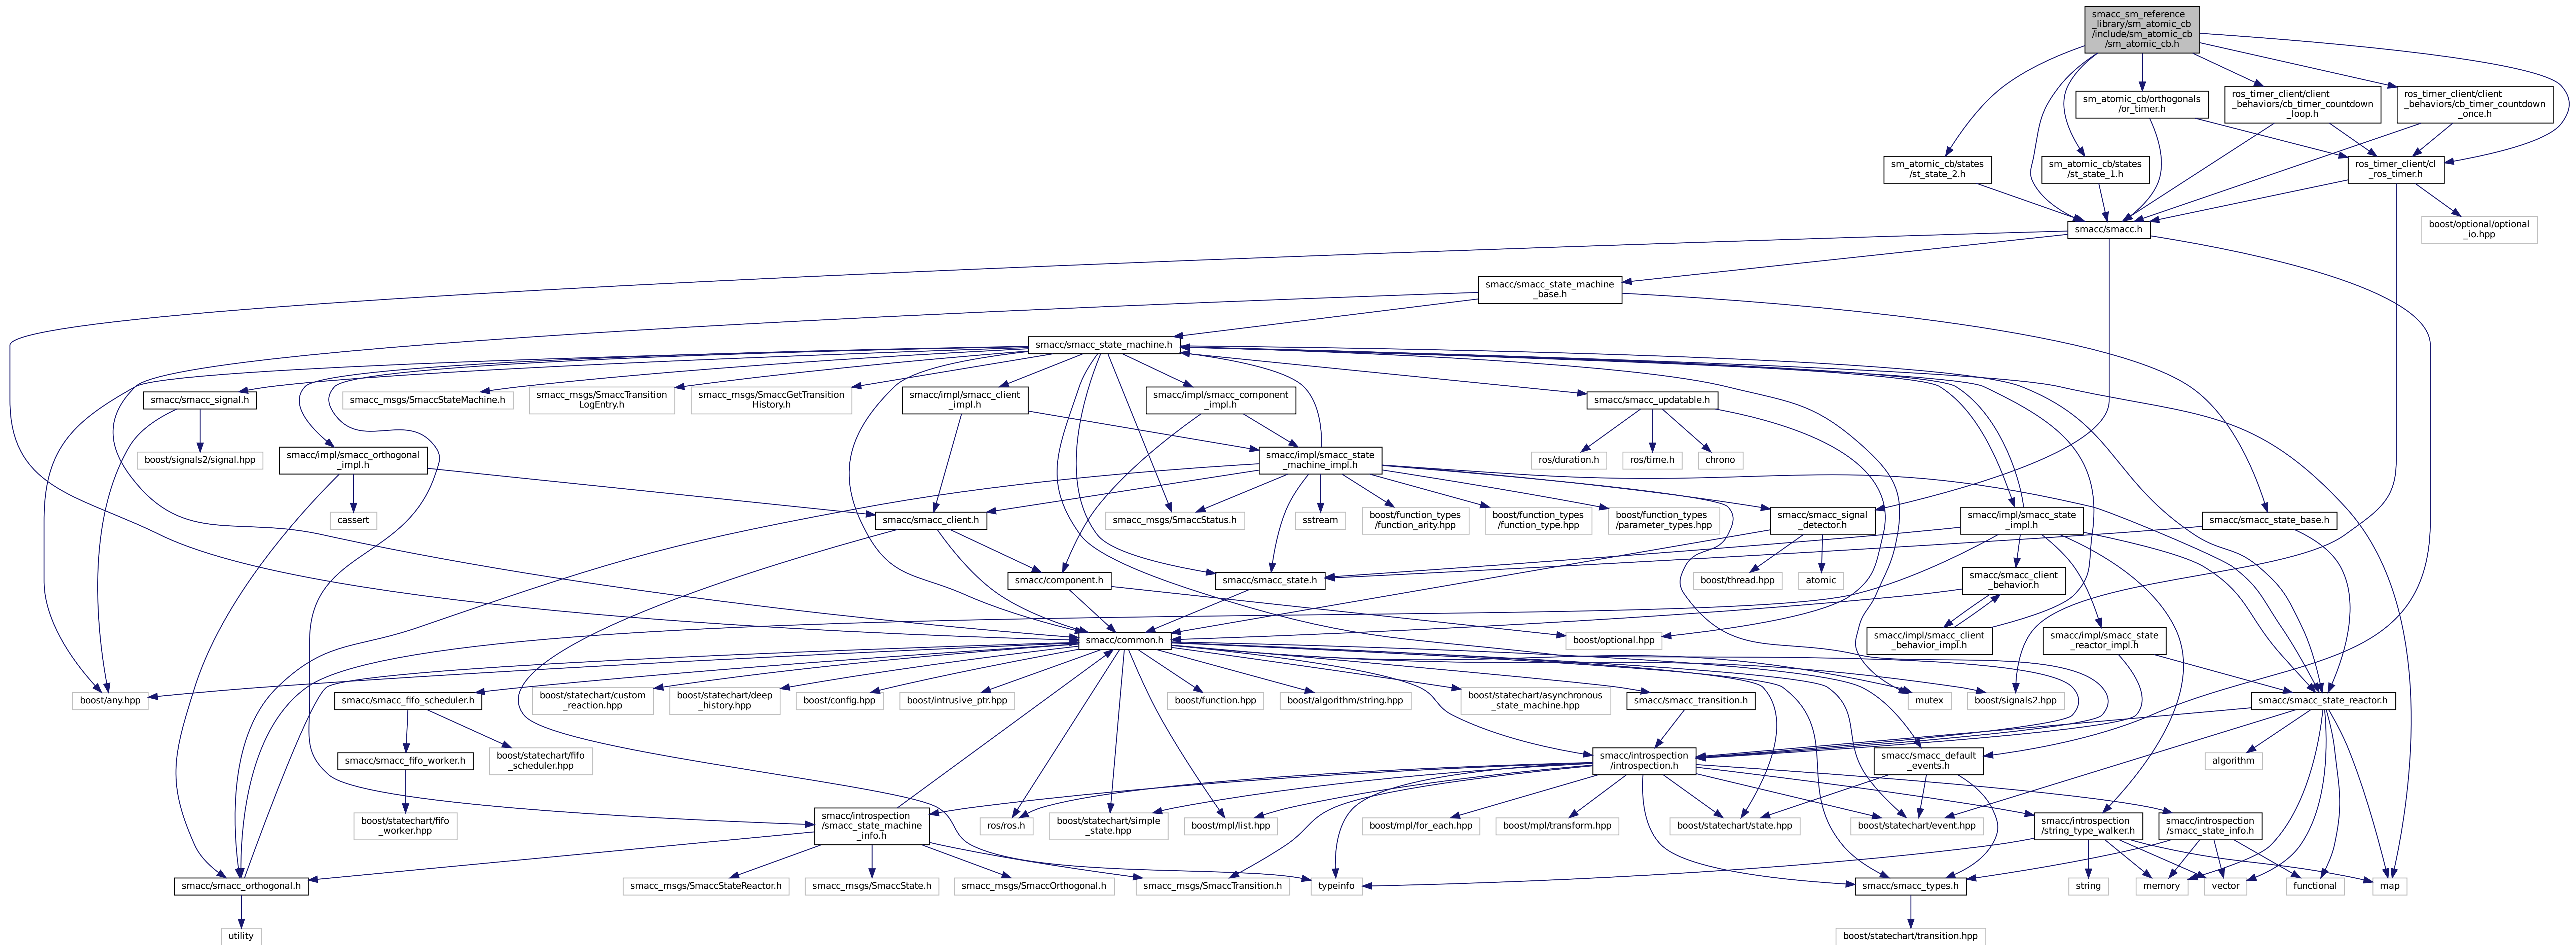 smacc_sm_reference
_library/sm_atomic_cb
/include/sm_atomic_cb
/sm_atomic_cb.h
sm_atomic_cb/orthogonals
/or_timer.h
ros_timer_client/client
_behaviors/cb_timer_countdown
_loop.h
ros_timer_client/client
_behaviors/cb_timer_countdown
_once.h
sm_atomic_cb/states
/st_state_2.h
sm_atomic_cb/states
/st_state_1.h
ros_timer_client/cl
_ros_timer.h
smacc/smacc.h
boost/optional/optional
_io.hpp
smacc/smacc_state_machine
_base.h
smacc/smacc_state_machine.h
smacc/smacc_signal.h
smacc_msgs/SmaccStateMachine.h
smacc_msgs/SmaccTransition
LogEntry.h
smacc_msgs/SmaccGetTransition
History.h
smacc/impl/smacc_client
_impl.h
smacc/impl/smacc_component
_impl.h
smacc/smacc_updatable.h
boost/signals2/signal.hpp
smacc/impl/smacc_orthogonal
_impl.h
smacc/impl/smacc_state
_machine_impl.h
ros/duration.h
ros/time.h
chrono
cassert
smacc/smacc_client.h
smacc_msgs/SmaccStatus.h
sstream
boost/function_types
/function_arity.hpp
boost/function_types
/function_type.hpp
boost/function_types
/parameter_types.hpp
smacc/smacc_signal
_detector.h
smacc/impl/smacc_state
_impl.h
smacc/smacc_state_base.h
smacc/component.h
smacc/smacc_state.h
boost/thread.hpp
atomic
smacc/smacc_client
_behavior.h
smacc/common.h
boost/optional.hpp
smacc/impl/smacc_client
_behavior_impl.h
smacc/impl/smacc_state
_reactor_impl.h
boost/any.hpp
smacc/smacc_fifo_scheduler.h
boost/statechart/custom
_reaction.hpp
boost/statechart/deep
_history.hpp
boost/config.hpp
boost/intrusive_ptr.hpp
boost/function.hpp
boost/algorithm/string.hpp
boost/statechart/asynchronous
_state_machine.hpp
smacc/smacc_transition.h
mutex
boost/signals2.hpp
smacc/smacc_state_reactor.h
smacc/smacc_fifo_worker.h
boost/statechart/fifo
_scheduler.hpp
smacc/introspection
/introspection.h
smacc/smacc_default
_events.h
algorithm
boost/statechart/fifo
_worker.hpp
smacc/introspection
/smacc_state_machine
_info.h
ros/ros.h
boost/statechart/simple
_state.hpp
boost/mpl/list.hpp
boost/mpl/for_each.hpp
boost/mpl/transform.hpp
boost/statechart/state.hpp
boost/statechart/event.hpp
smacc/introspection
/string_type_walker.h
smacc/introspection
/smacc_state_info.h
smacc/smacc_orthogonal.h
smacc_msgs/SmaccStateReactor.h
smacc_msgs/SmaccState.h
smacc_msgs/SmaccOrthogonal.h
smacc_msgs/SmaccTransition.h
typeinfo
smacc/smacc_types.h
string
memory
vector
functional
map
utility
boost/statechart/transition.hpp